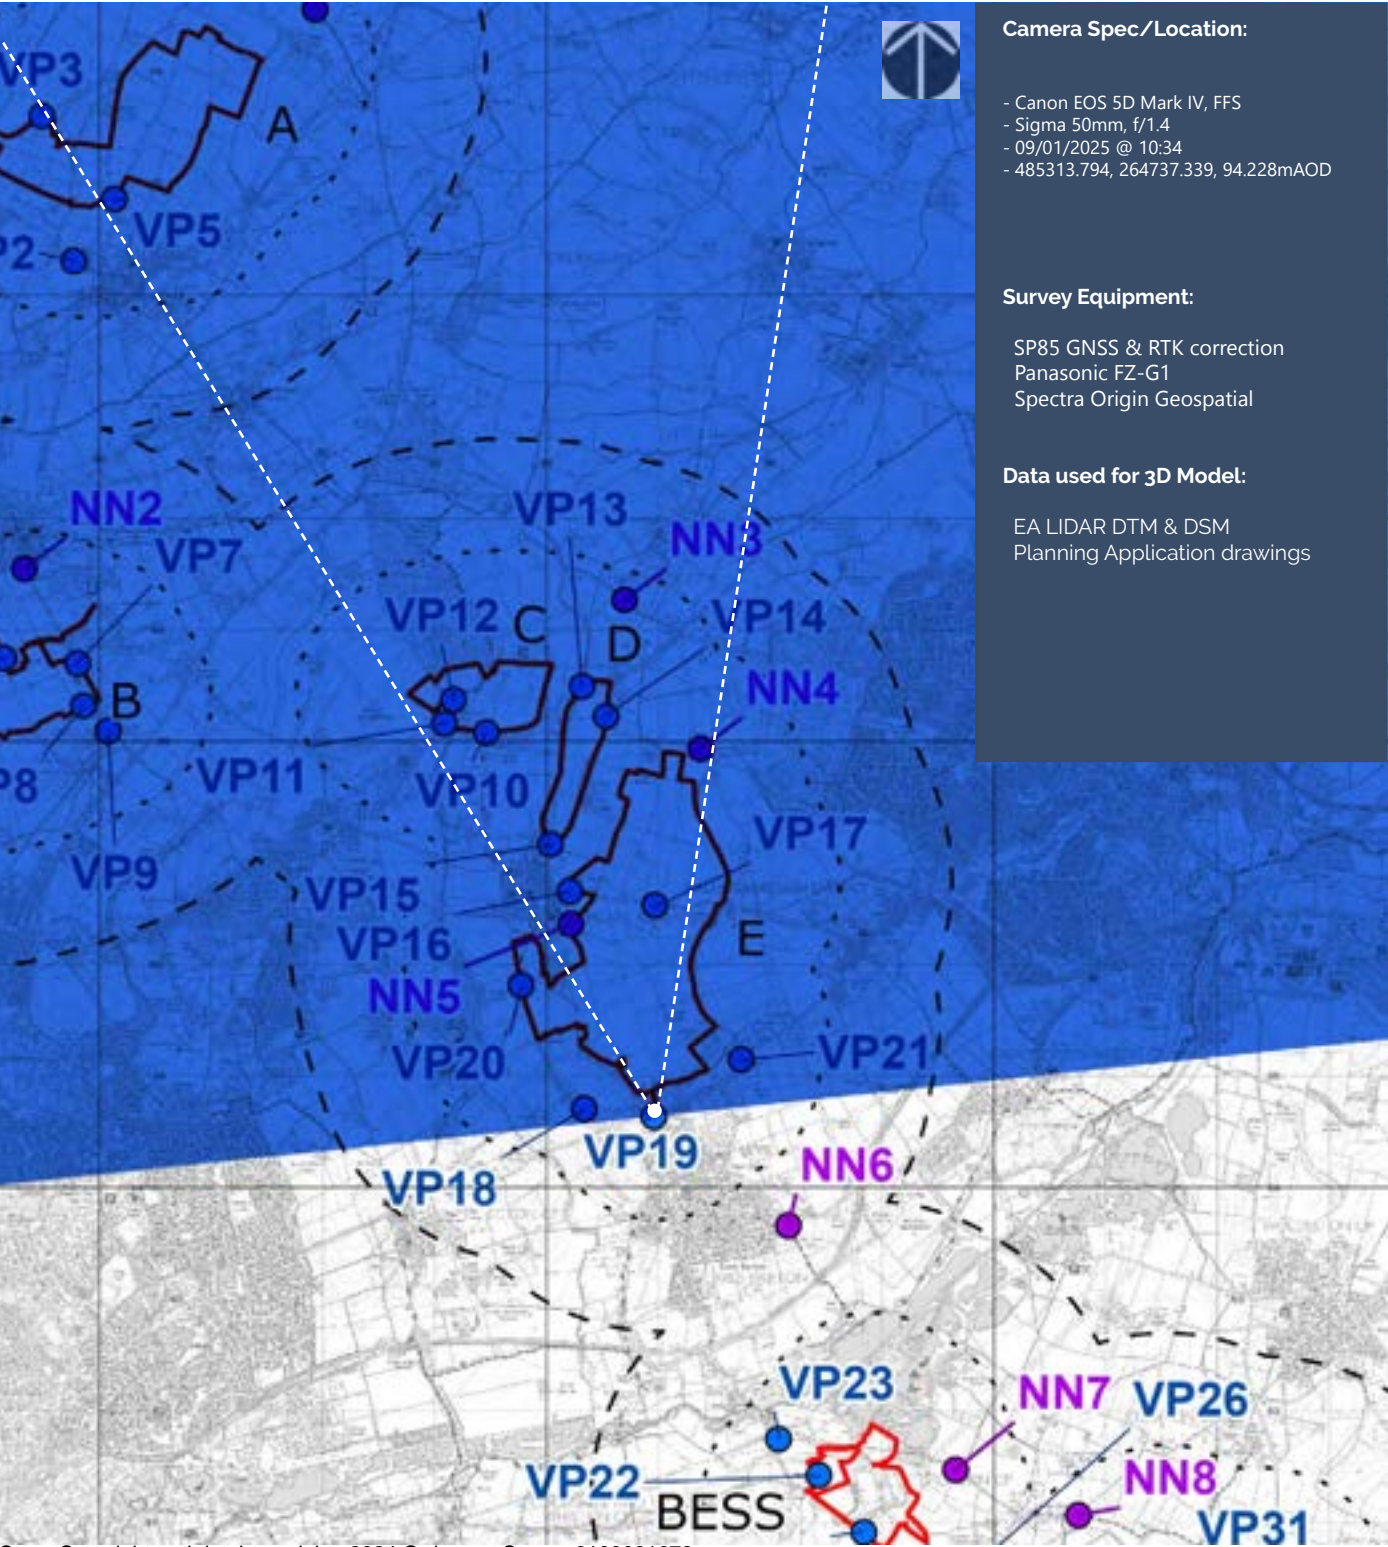 Camera Spec/Location:
- Canon EOS 5D Mark IV, FFS
- Sigma 50mm, f/1.4
- 09/01/2025 @ 10:34
- 485313.794, 264737.339, 94.228mAOD
Survey Equipment:
SP85 GNSS & RTK correction
Panasonic FZ-G1
Spectra Origin Geospatial
Data used for 3D Model:
EA LIDAR DTM & DSM
Planning Application drawings
VP3
A
VP5
P2
NN2
VP7
VP13
NN3
VP12
C
D
VP14
NN4
B
P8
VP11
VP10
VP9
VP17
VP15
VP16
E
NN5
VP20
VP21
VP19
NN6
VP18
VP23
NN7
VP26
VP22
NN8
BESS
VP31